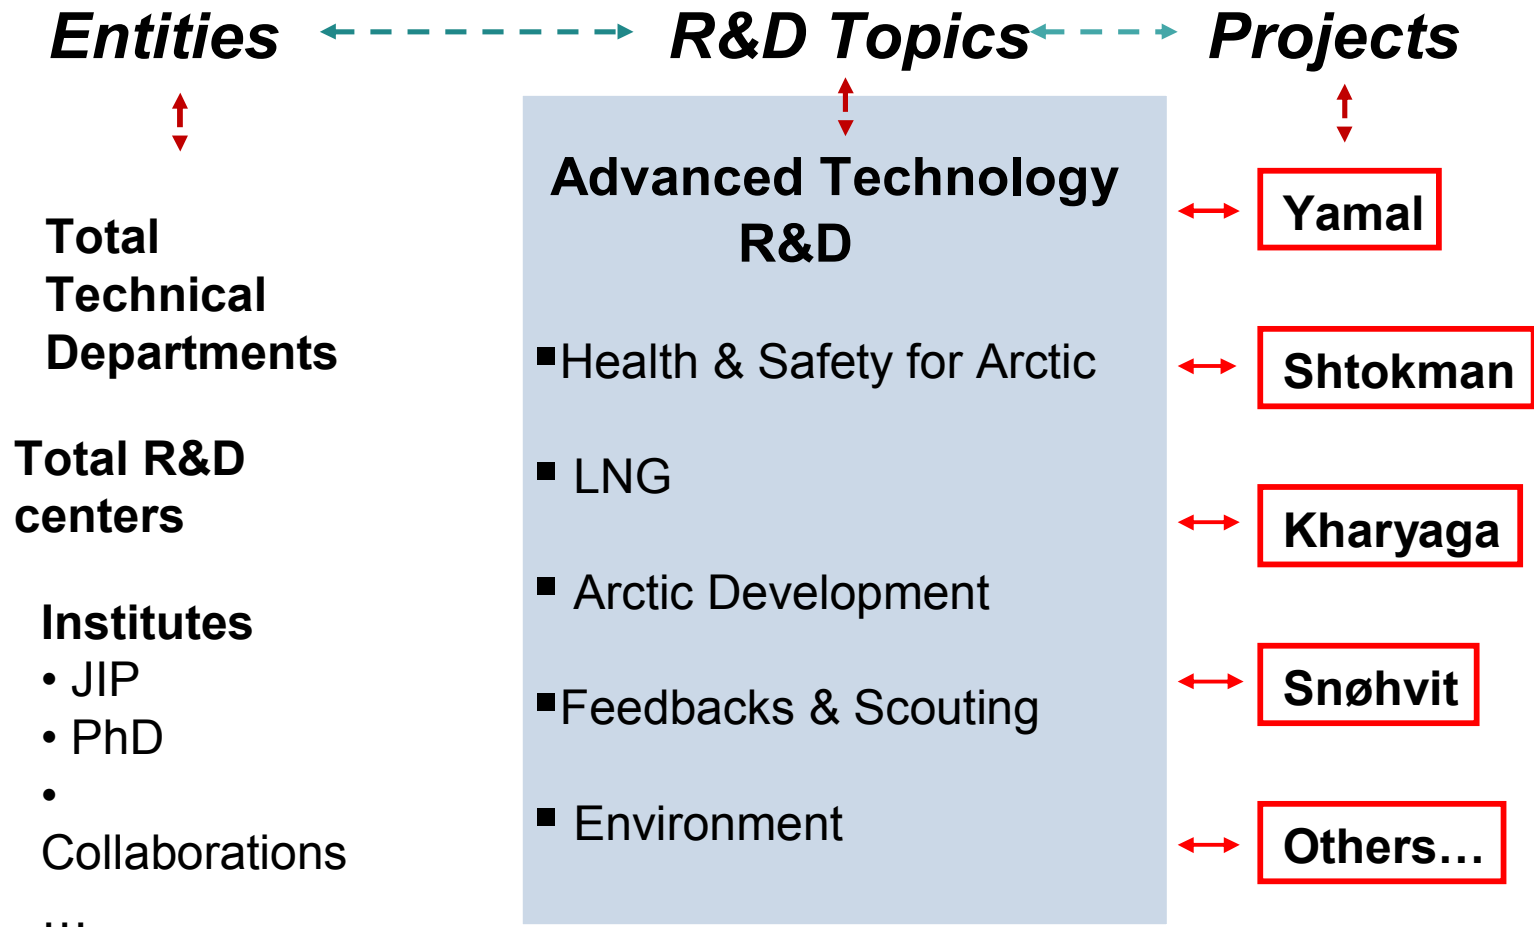 Entities
R&D Topics
Projects
Total
Technical
Departments
Total R&D
centers
Institutes
• JIP
• PhD
•
Collaborations
…
Advanced Technology
R&D
▪Health & Safety for Arctic
▪ LNG
▪ Arctic Development
▪Feedbacks & Scouting
▪ Environment
Yamal
Shtokman
Kharyaga
Snøhvit
Others…